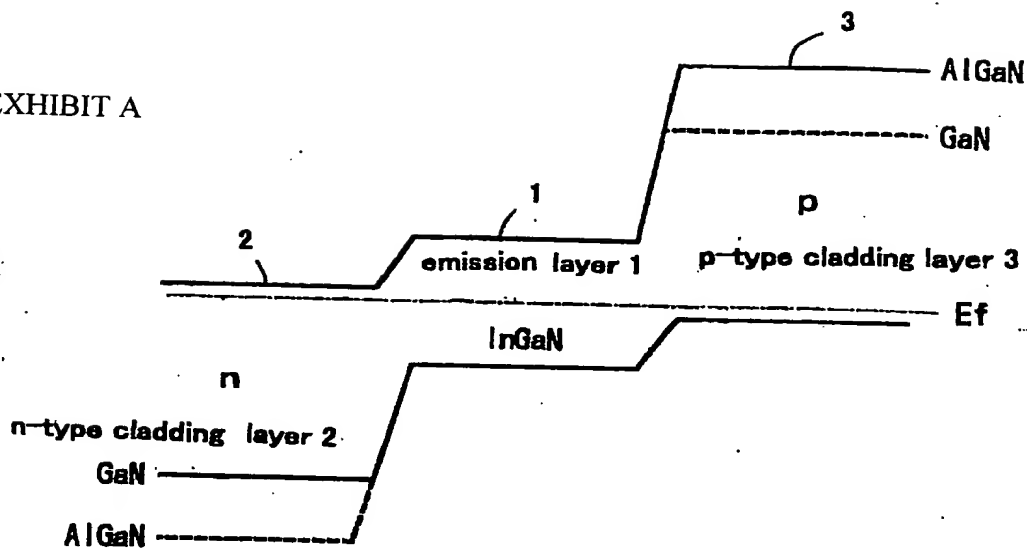 3
AlGaN
EXHIBIT A
GaN
1
p
2
emission layer 1
p-type cladding layer 3
Ef
InGaN
n
n-type cladding layer 2
GaN
AlGaN